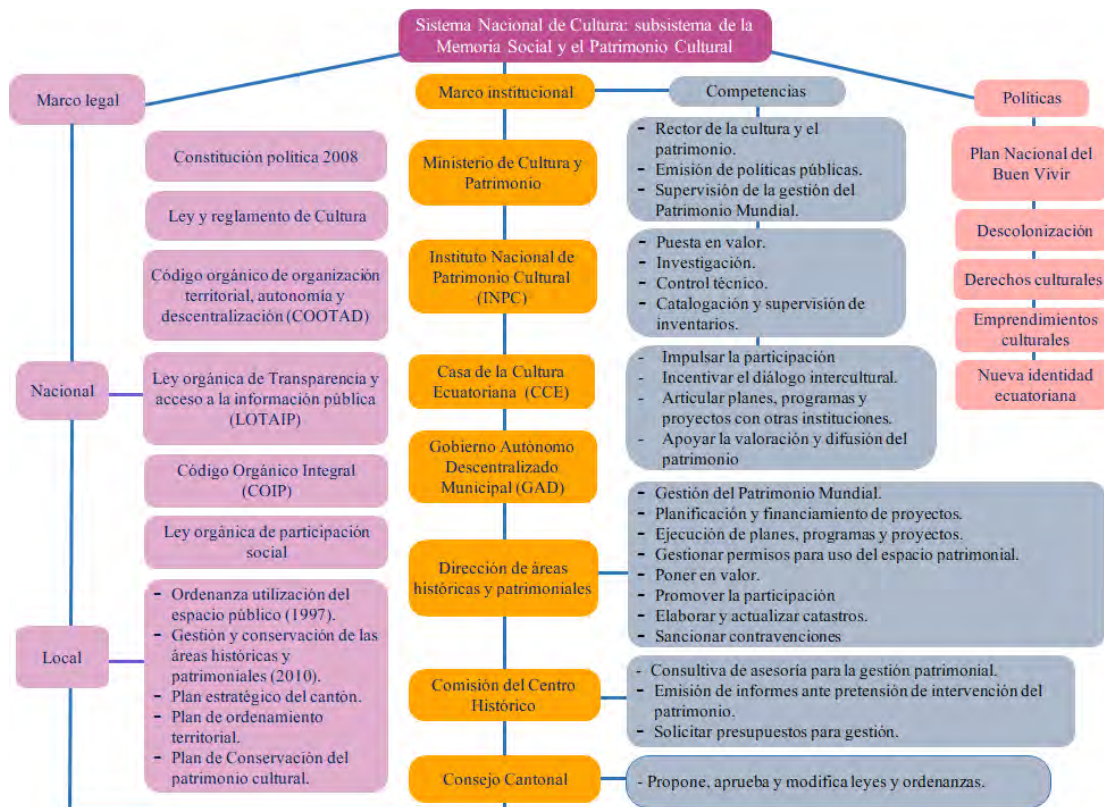 Sistema Nacional de Cultura: subsistema de la
Memoria Social y el Patrimonio Cultural
Marco legal
Constitución política 2008
Ley y reglamento de Cultura
Código orgánico de organización
territorial, autonomía y
descentralización (COOTAD)
Nacional
Ley orgánica de Transparencia y
acceso a la información pública
(LOTAIP)
Código Orgánico Integral
(COIP)
Ley orgánica de participación
social
Local
- Ordenanza utilización del
espacio público (1997).
- Gestión y conservación de las
áreas históricas y
patrimoniales (2010).
- Plan estratégico del cantón.
- Plan de ordenamiento
territorial.
- Plan de Conservación del
patrimonio cultural.
Marco institucional
Ministerio de Cultura y
Patrimonio
Instituto Nacional de
Patrimonio Cultural
(INPC)
Casa de la Cultura
Ecuatoriana (CCE)
Gobierno Autónomo
Descentralizado
Municipal (GAD)
Dirección de áreas
históricas y patrimoniales
Comisión del Centro
Histórico
Consejo Cantonal
Competencias
- Rector de la cultura y el
patrimonio.
- Emisión de políticas públicas.
- Supervisión de la gestión del
Patrimonio Mundial.
- Puesta en valor.
- Investigación.
- Control técnico.
- Catalogación y supervisión de
inventarios.
- Impulsar la participación
- Incentivar el diálogo intercultural.
- Articular planes, programas y
proyectos con otras instituciones.
- Apoyar la valoración y difusión del
patrimonio
- Gestión del Patrimonio Mundial.
- Planificación y financiamiento de proyectos.
- Ejecución de planes, programas y proyectos.
- Gestionar permisos para uso del espacio patrimonial.
- Poner en valor.
- Promover la participación
- Elaborar y actualizar catastros.
- Sancionar contravenciones
- Consultiva de asesoría para la gestión patrimonial.
- Emisión de informes ante pretensión de intervención del
patrimonio.
- Solicitar presupuestos para gestión.
- Propone, aprueba y modifica leyes y ordenanzas.
Políticas
Plan Nacional del
Buen Vivir
Descolonización
Derechos culturales
Emprendimientos
culturales
Nueva identidad
ecuatoriana